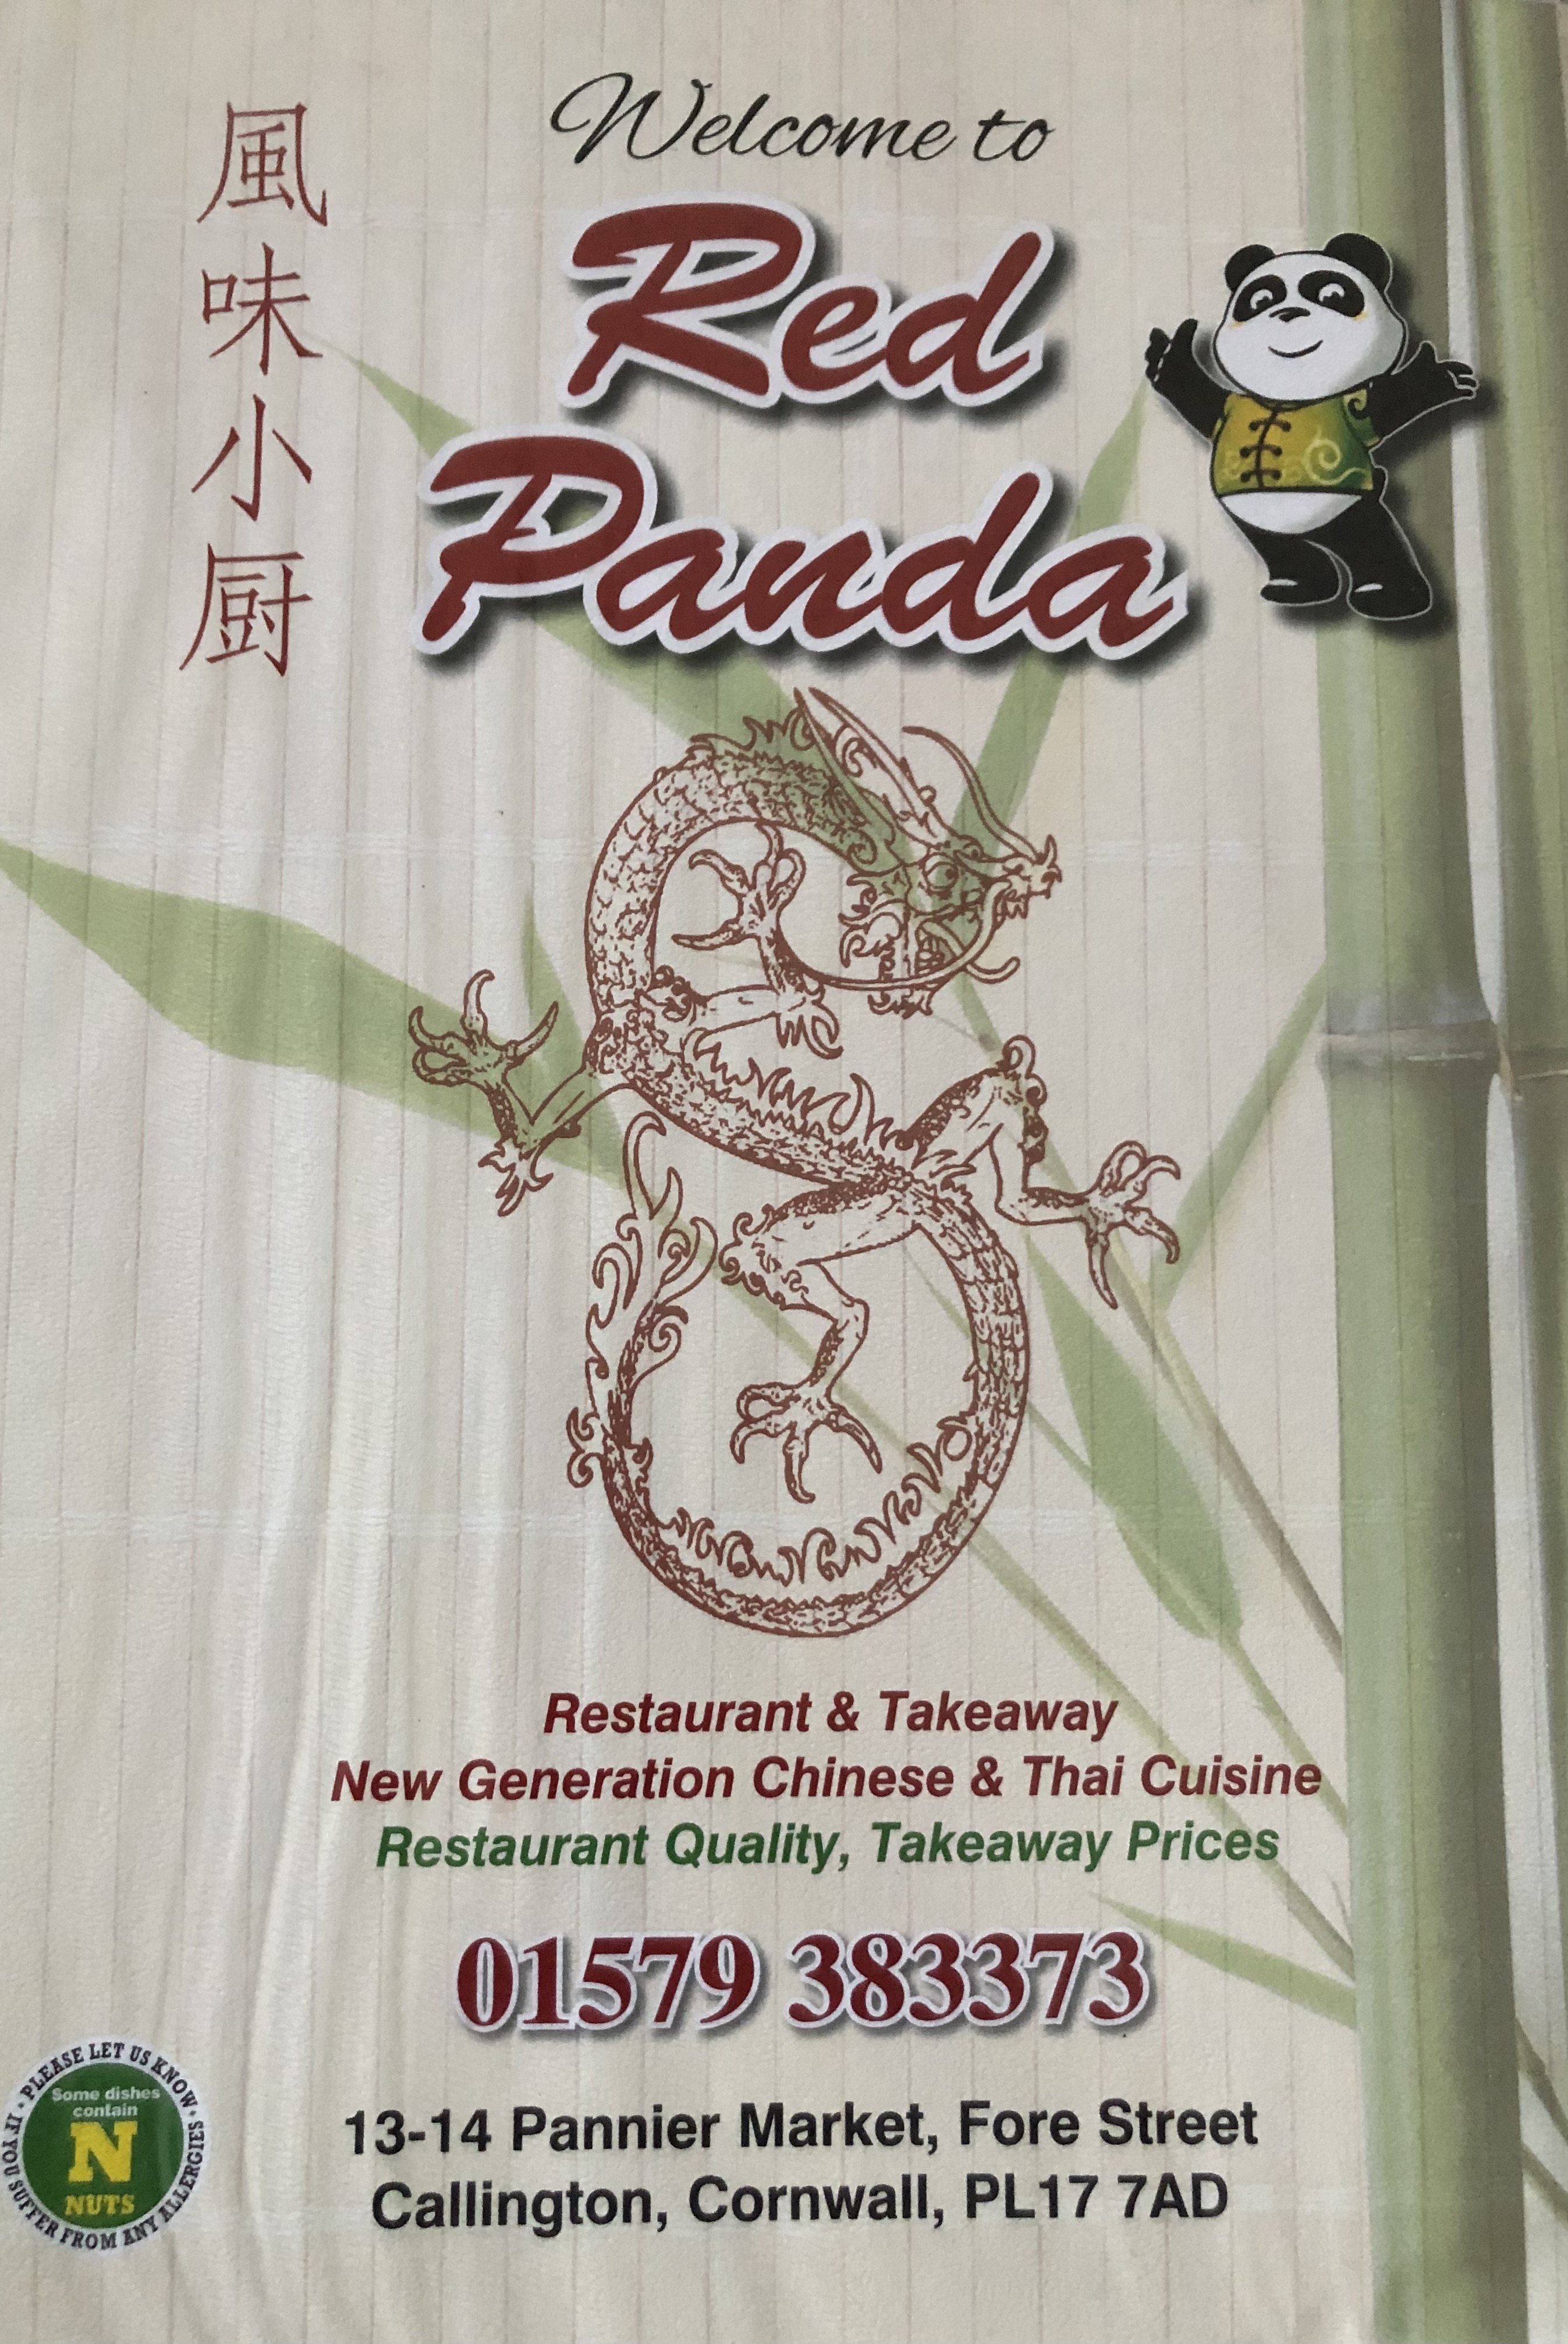 風味小厨
Welcome to
Red
Panda
Restaurant & Takeaway
New Generation Chinese & Thai Cuisine
Restaurant Quality, Takeaway Prices
01579 383373
13-14 Pannier Market, Fore Street
Callington, Cornwall, PL17 7AD
• PLEASE LET US KNOW • IF YOU SUFFER FROM ANY ALLERGIES
Some dishes
contain
N
NUTS